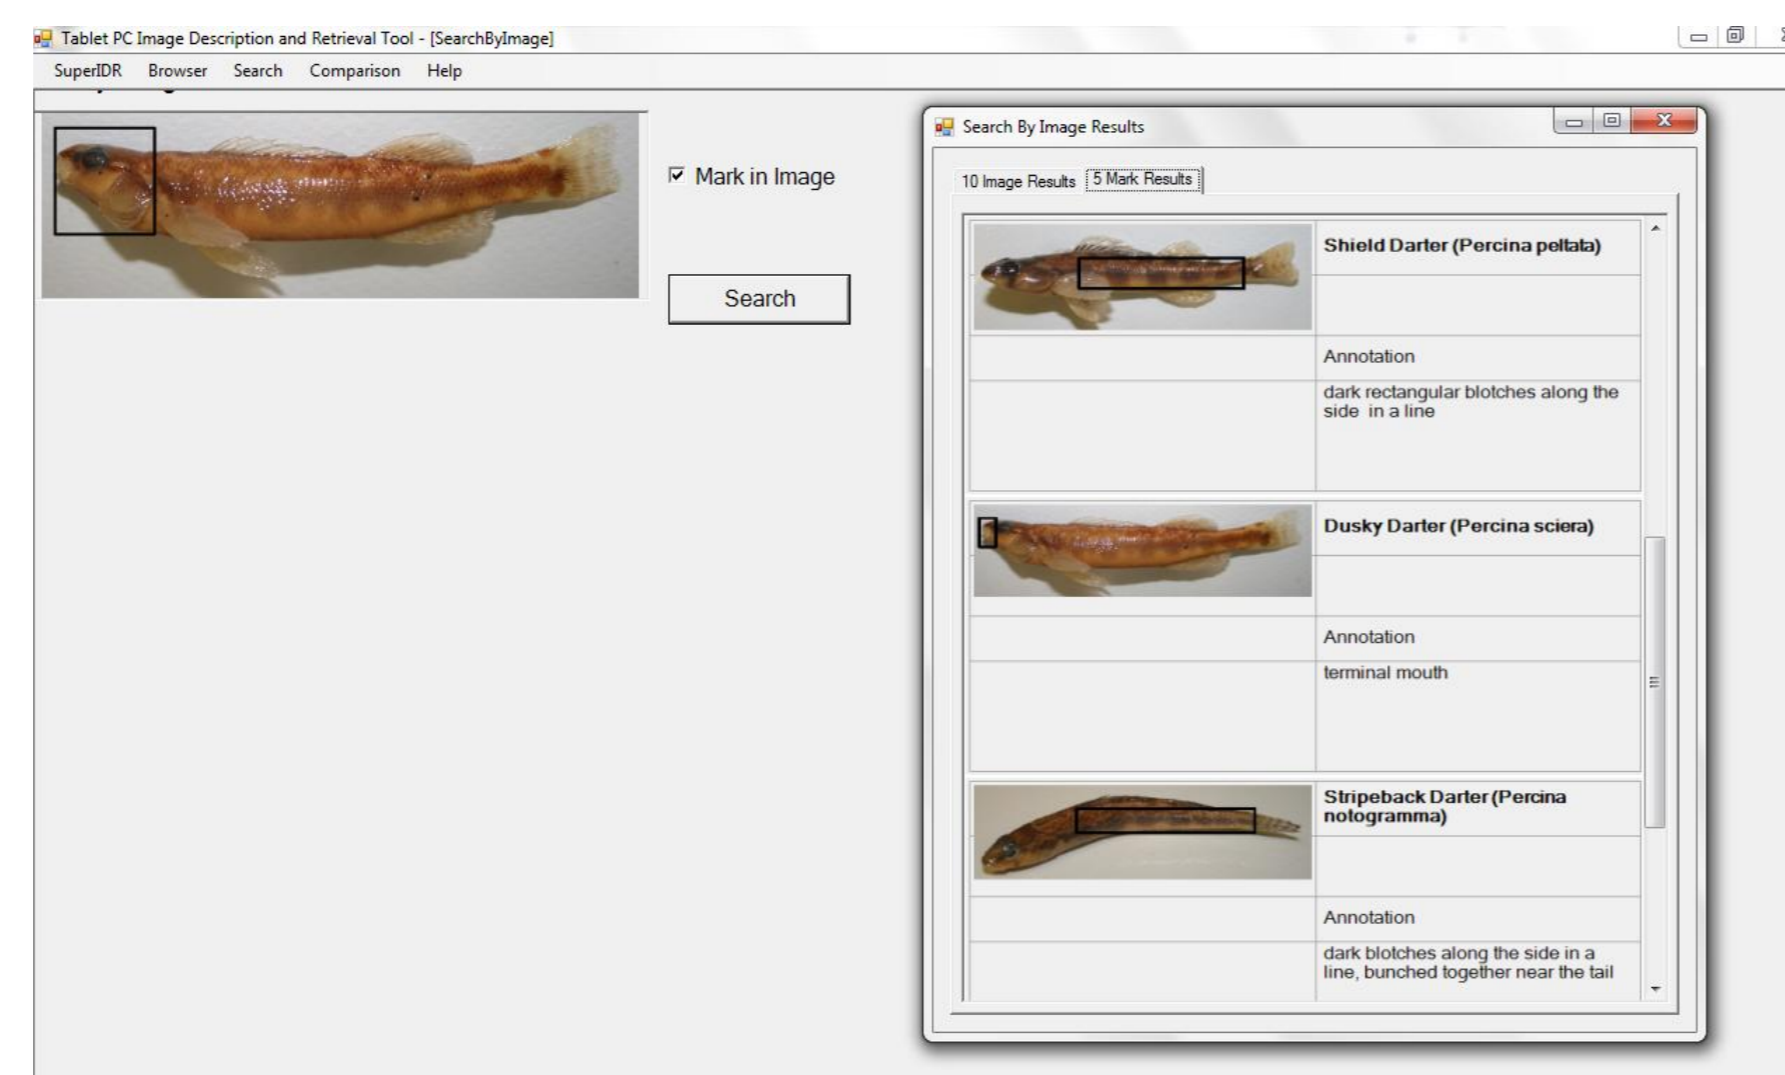 Tablet PC Image Description and Retrieval Tool - [SearchByImage]
SuperIDR Browser Search Comparison Help
Mark in Image
Search
Search By Image Results
10 Image Results 5 Mark Results
Shield Darter (Percina peltata)
Annotation
dark rectangular blotches along the
side in a line
Dusky Darter (Percina sciera)
Annotation
terminal mouth
Stripeback Darter (Percina
notogramma)
Annotation
dark blotches along the side in a
line, bunched together near the tail